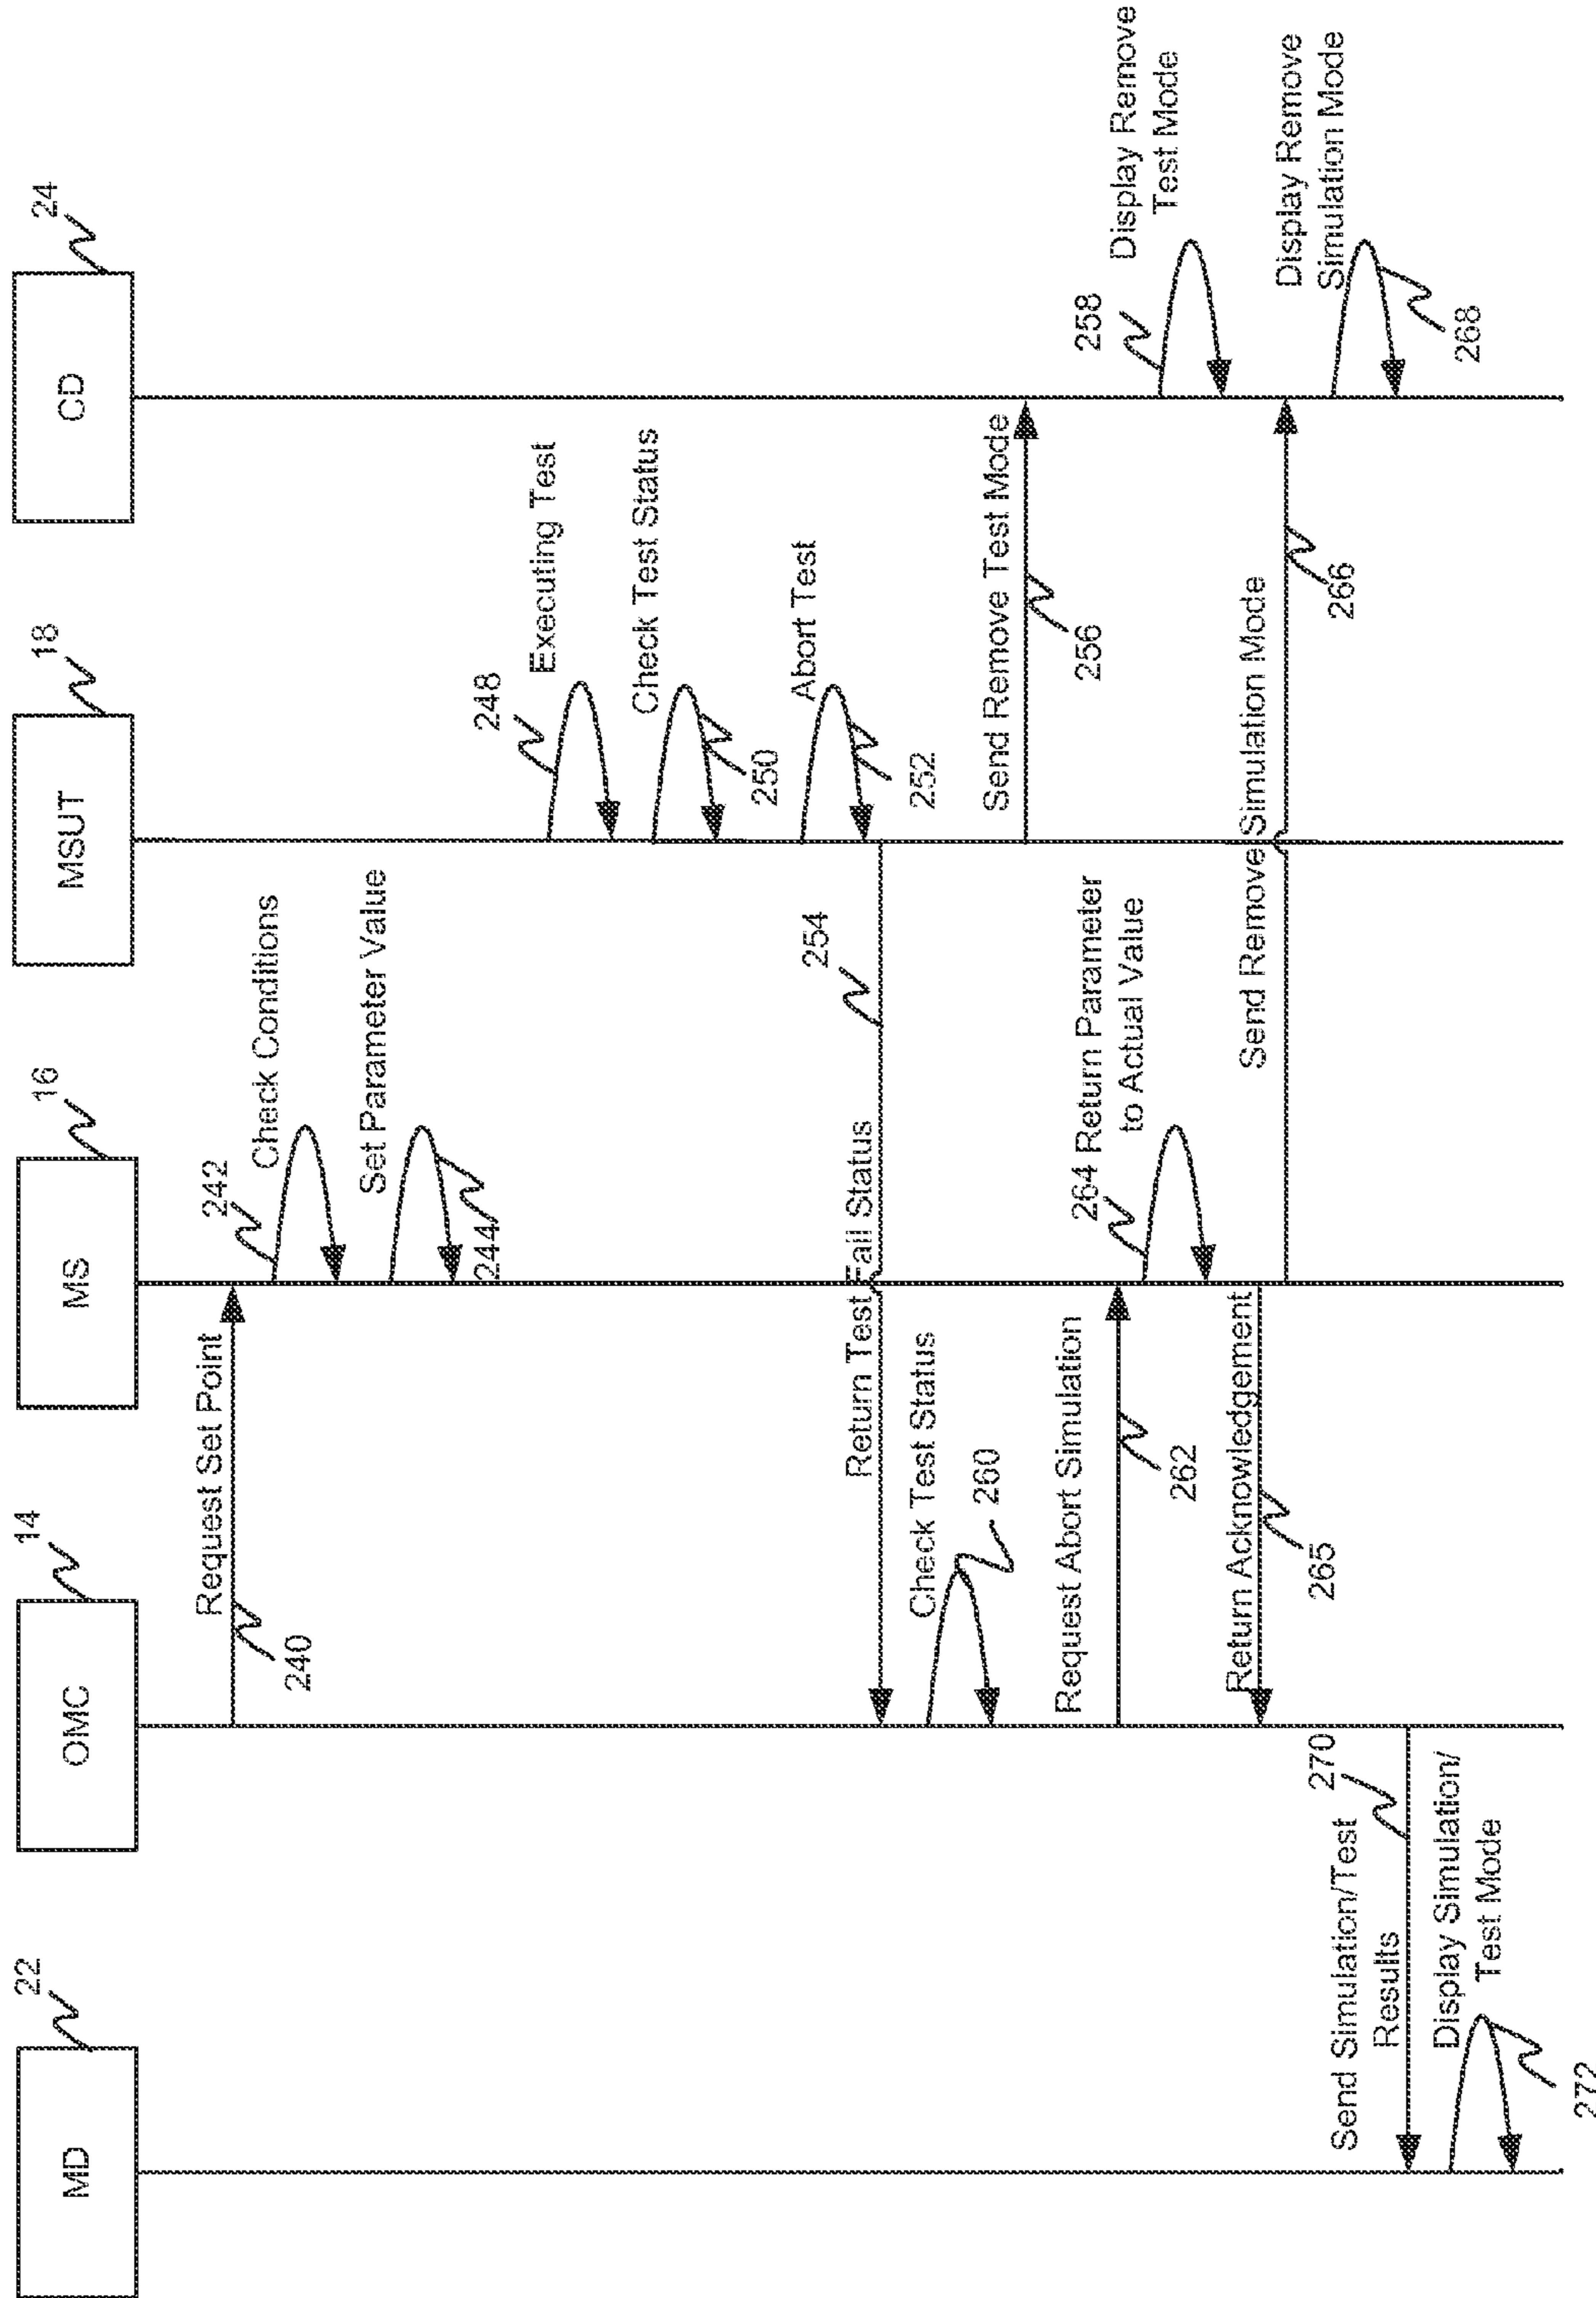 MD
22
OMC
14
MS
16
MSUT
18
CD
24
Request Set Point
240
242
Check Conditions
Set Parameter Value
244
248
Executing Test
Check Test Status
250
Abort Test
252
254
Return Test Fail Status
Check Test Status
260
Send Remove Test Mode
256
Request Abort Simulation
262
264 Return Parameter
to Actual Value
258
Display Remove
Test Mode
Return Acknowledgement
265
Send Remove Simulation Mode
266
Display Remove
Simulation Mode
268
270
Send Simulation/Test
Results
Display Simulation/
Test Mode
272